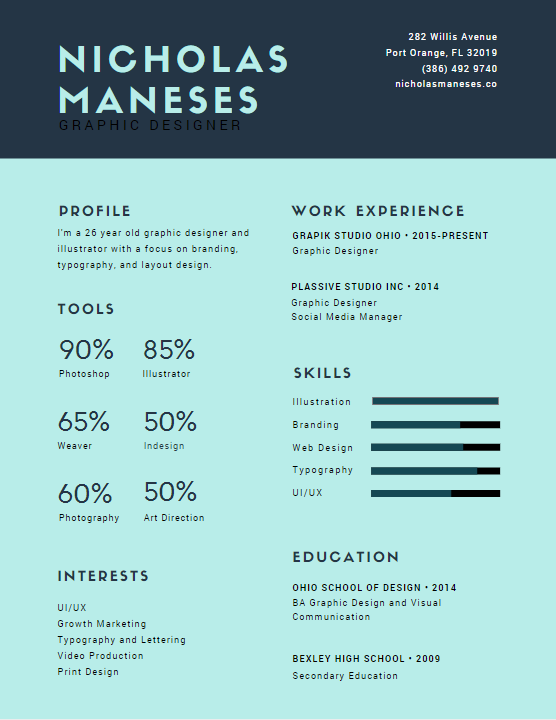 NICHOLAS
MANESES
GRAPHIC DESIGNER
282 Willis Avenue
Port Orange, FL 32019
(386) 492 9740
nicholasmaneses.co
PROFILE
I'm a 26 year old graphic designer and
illustrator with a focus on branding,
typography, and layout design.
TOOLS
90% 85%
Photoshop Illustrator
65% 50%
Weaver Indesign
60% 50%
Photography Art Direction
INTERESTS
UI/UX
Growth Marketing
Typography and Lettering
Video Production
Print Design
WORK EXPERIENCE
GRAPIK STUDIO OHIO • 2015-PRESENT
Graphic Designer
PLASSIVE STUDIO INC • 2014
Graphic Designer
Social Media Manager
SKILLS
Illustration
Branding
Web Design
Typography
UI/UX
EDUCATION
OHIO SCHOOL OF DESIGN • 2014
BA Graphic Design and Visual
Communication
BEXLEY HIGH SCHOOL • 2009
Secondary Education